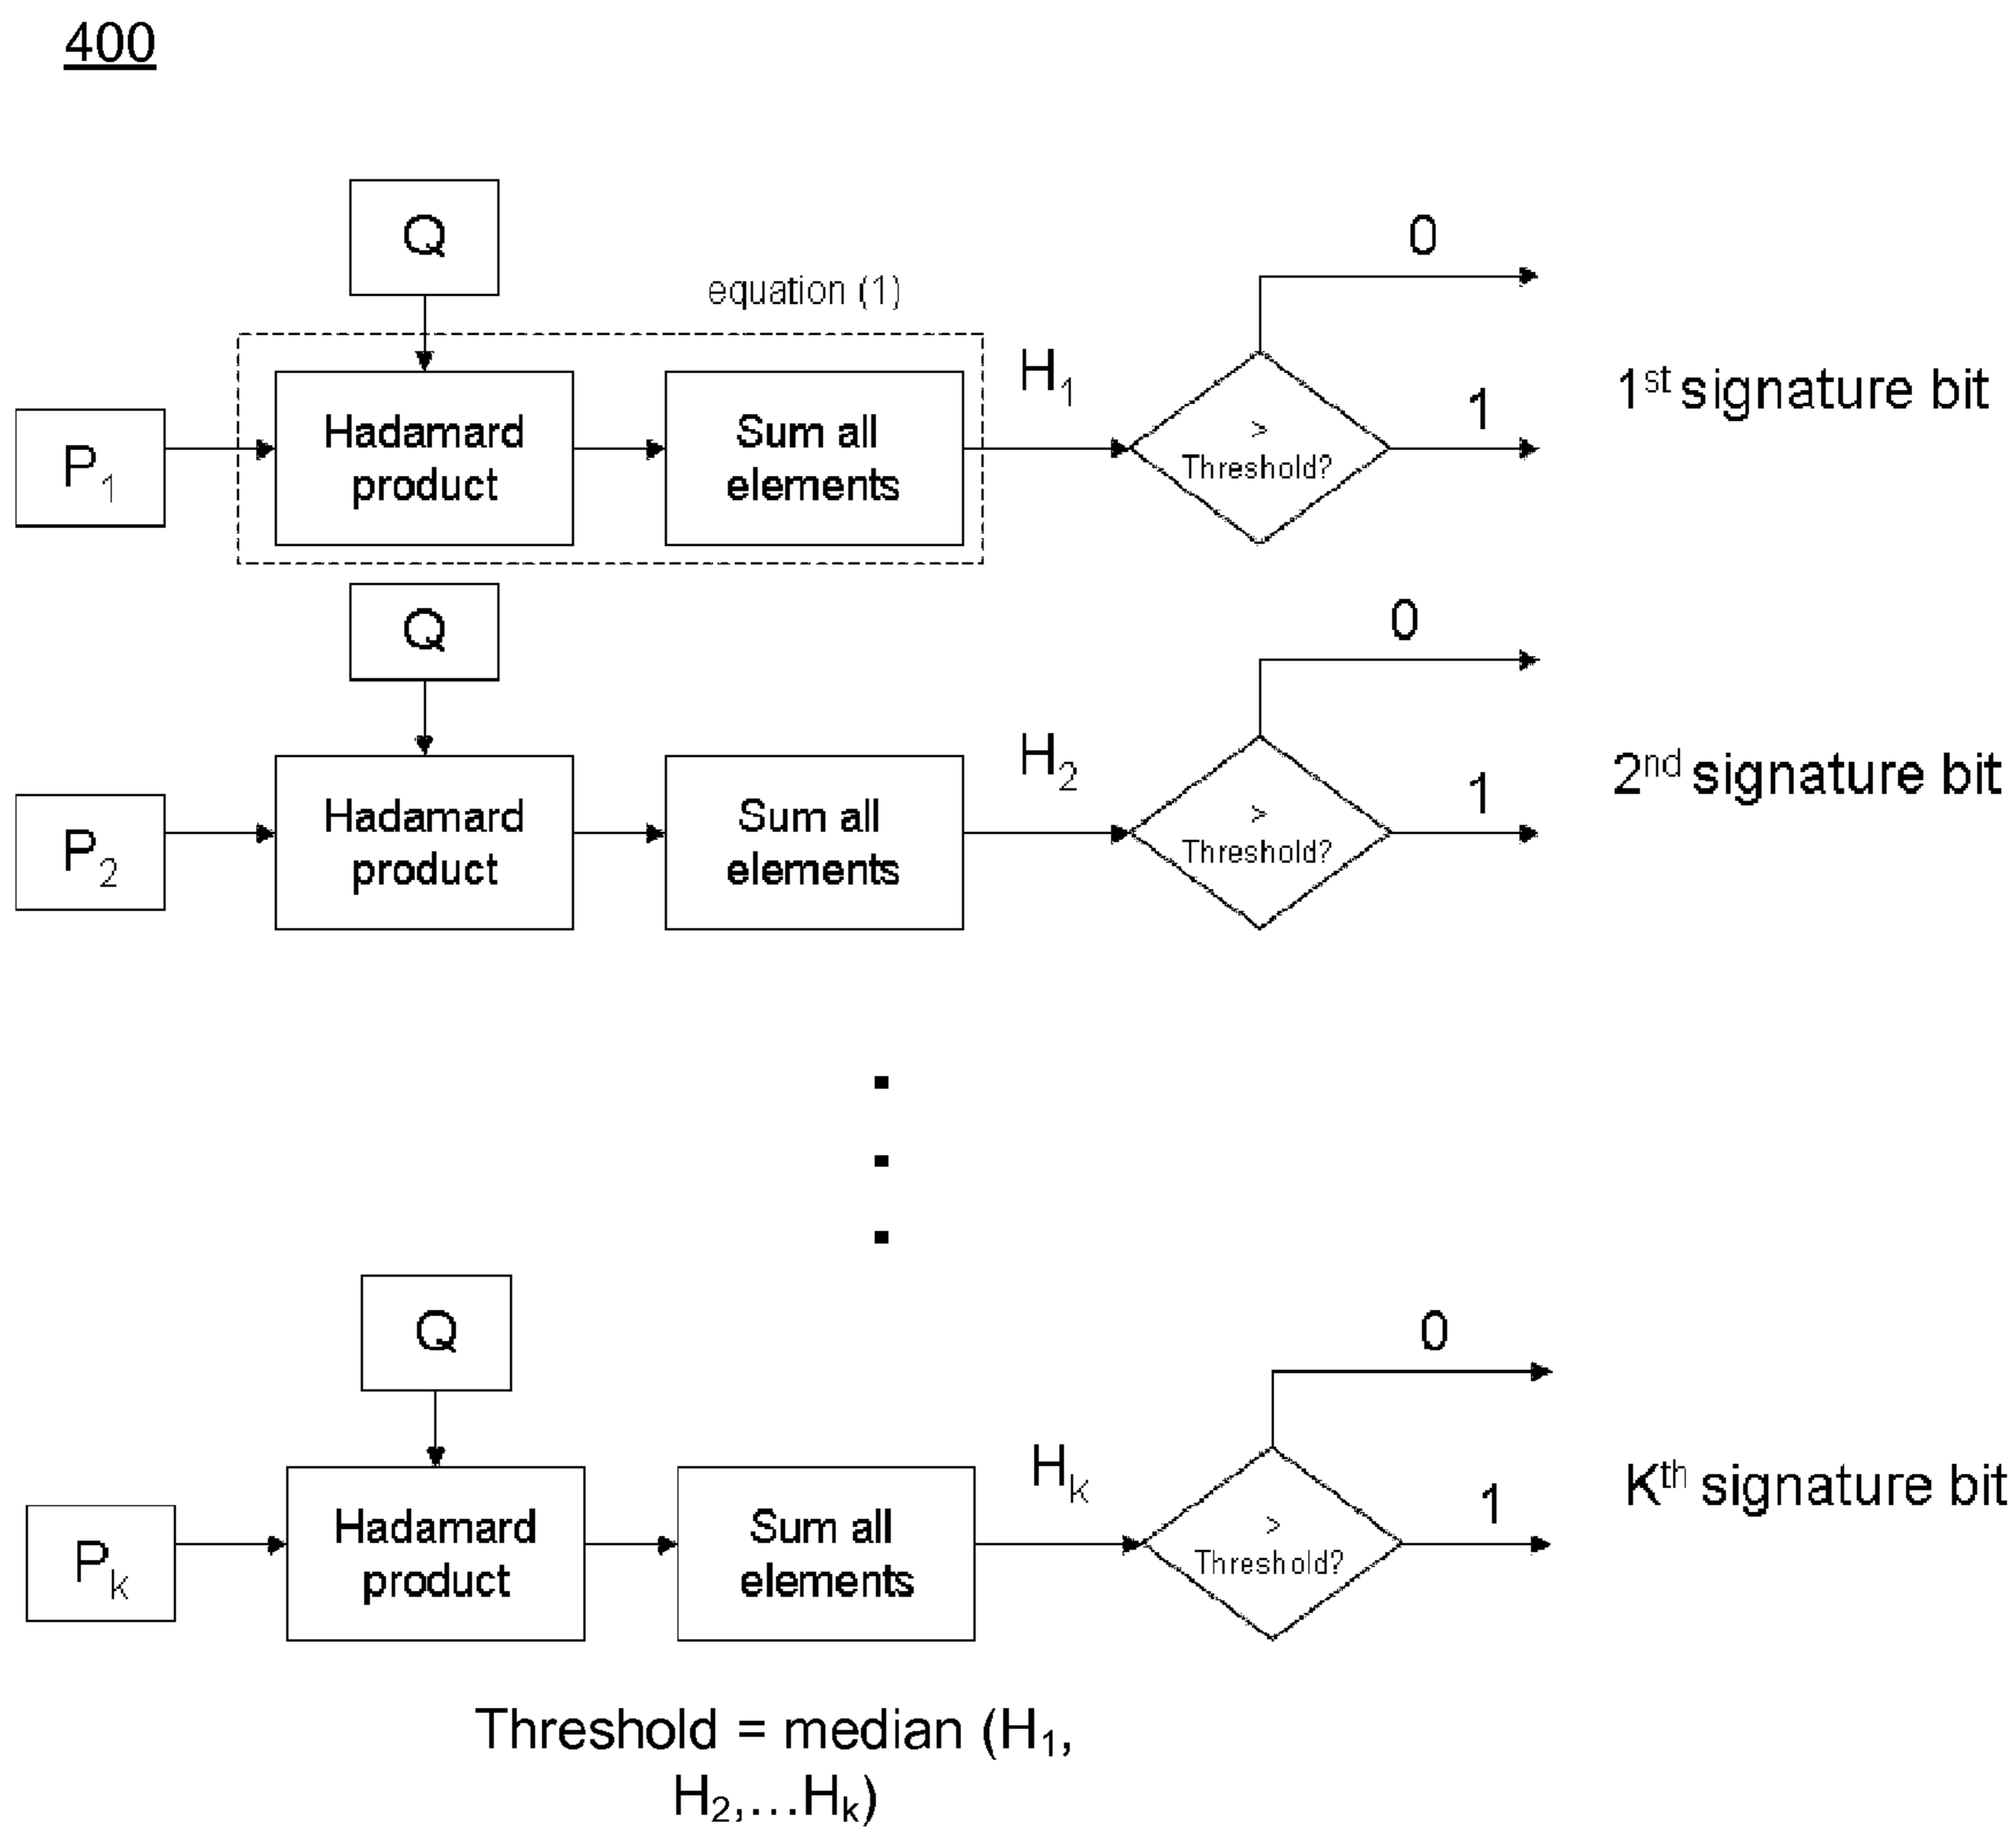 400
Q
equation (1)
0
P1
Hadamard
product
Sum all
elements
H1
>
Threshold?
1
1st signature bit
Q
0
P2
Hadamard
product
Sum all
elements
H2
>
Threshold?
1
2nd signature bit
.
.
.
Q
0
Pk
Hadamard
product
Sum all
elements
Hk
>
Threshold?
1
Kth signature bit
Threshold = median (H1,
H2,...Hk)